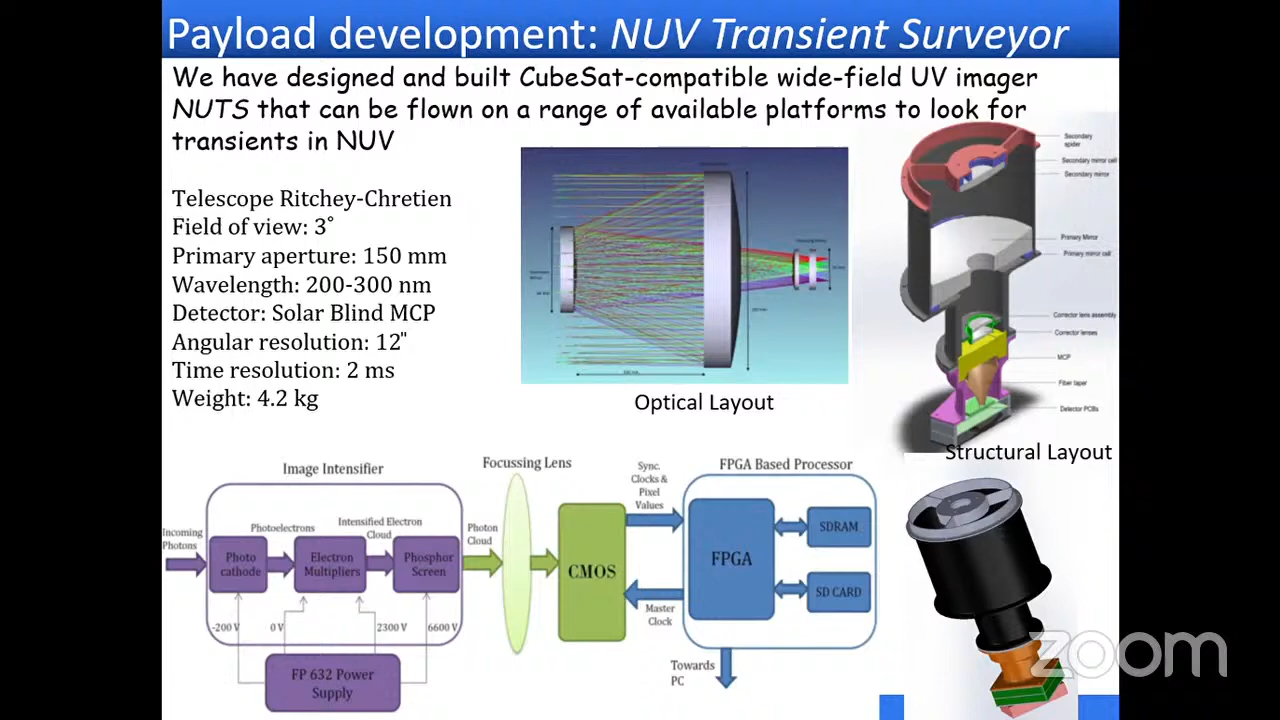 Payload development: NUV Transient Surveyor
We have designed and built CubeSat-compatible wide-field UV imager
NUTS that can be flown on a range of available platforms to look for
transients in NUV
Telescope Ritchey-Chretien
Field of view: 3°
Primary aperture: 150 mm
Wavelength: 200-300 nm
Detector: Solar Blind MCP
Angular resolution: 12"
Time resolution: 2 ms
Weight: 4.2 kg
Optical Layout
Secondary
spider
Secondary mirror cell
Secondary mirror
Primary Mirror
Primary mirror cell
Corrector lens assembly
Corrector lenses
MCP
Fiber taper
Detector PCBs
Structural Layout
Image Intensifier
Focussing Lens
Sync.
Clocks &
Pixel
Values
FPGA Based Processor
Incoming
Photons
Photoelectrons
Intensified Electron
Cloud
Photon
Cloud
Photo
cathode
Electron
Multipliers
Phosphor
Screen
CMOS
FPGA
SDRAM
SD CARD
Master
Clock
-200 V
0 V
2300 V
6600 V
FP 632 Power
Supply
Towards
PC
zoom